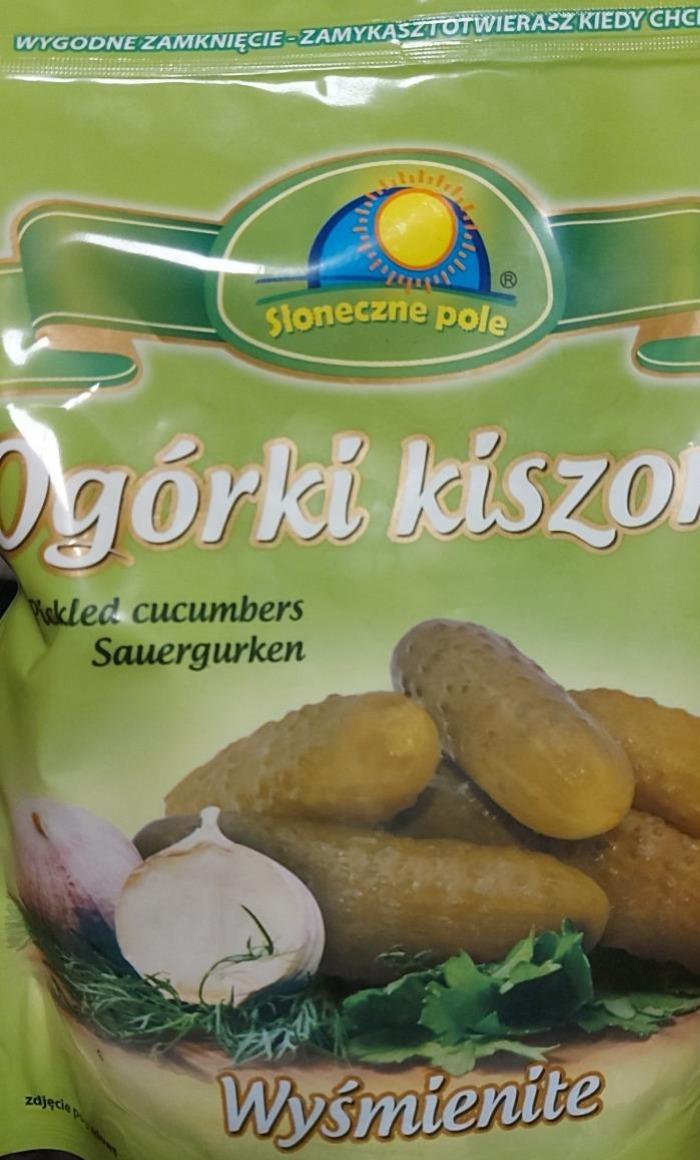 WYGODNE ZAMKNIĘCIE - ZAMYKASZ I OTWIERASZ KIEDY CHC
®
Słoneczne pole
Ogórki kiszon
Pickled cucumbers
Sauergurken
Wyśmienite
zdjęcie